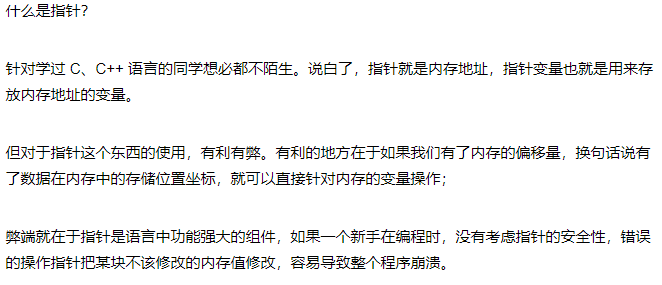 什么是指针？
针对学过 C、C++ 语言的同学想必都不陌生。说白了，指针就是内存地址，指针变量也就是用来存
放内存地址的变量。
但对于指针这个东西的使用，有利有弊。有利的地方在于如果我们有了内存的偏移量，换句话说有
了数据在内存中的存储位置坐标，就可以直接针对内存的变量操作；
弊端就在于指针是语言中功能强大的组件，如果一个新手在编程时，没有考虑指针的安全性，错误
的操作指针把某块不该修改的内存值修改，容易导致整个程序崩溃。